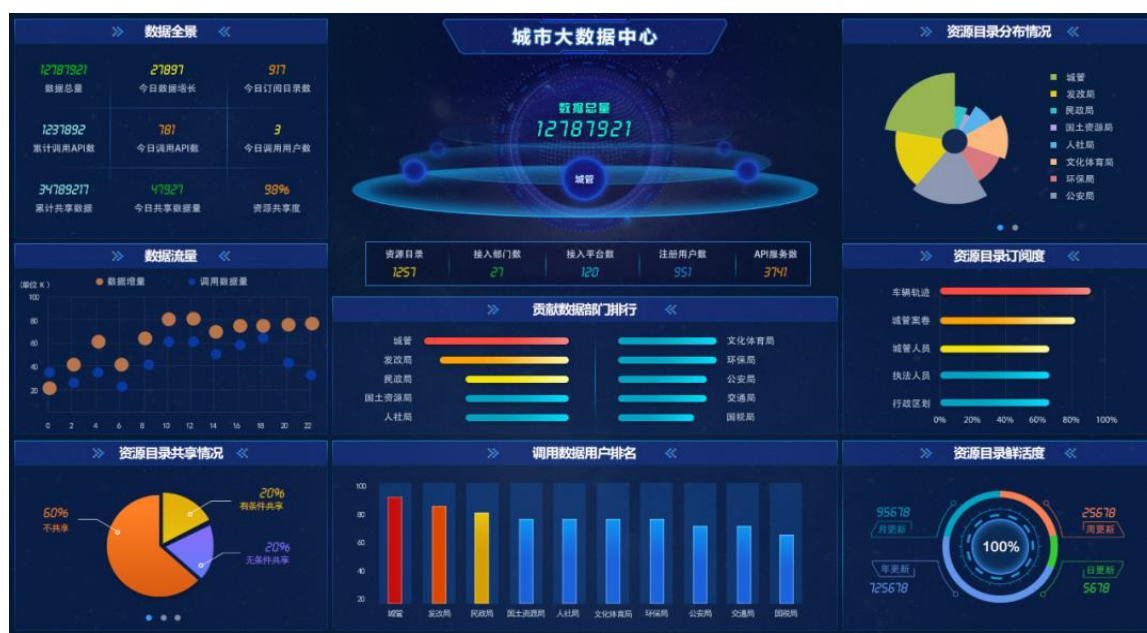 数据全景
12787921
数据总量
27897
今日数据增长
917
今日订阅目录数
1237892
累计调用API数
781
今日调用API数
3
今日调用用户数
34789217
累计共享数据
47927
今日共享数据量
98%
资源共享度
城市大数据中心
数据总量
12787921
城管
资源目录
1257
接入部门数
27
接入平台数
120
注册用户数
951
API服务数
3741
资源目录分布情况
城管
发改局
民政局
国土资源局
人社局
文化体育局
环保局
公安局
数据流量
(单位 K)
数据增量
调用数据量
100
80
60
40
20
0 2 4 6 8 10 12 14 16 18 20 22
贡献数据部门排行
城管
发改局
民政局
国土资源局
人社局
文化体育局
环保局
公安局
交通局
国税局
资源目录订阅度
车辆轨迹
城管案卷
城管人员
执法人员
行政区划
0% 20% 40% 60% 80% 100%
资源目录共享情况
60%
不共享
20%
有条件共享
20%
无条件共享
调用数据用户排名
100
80
60
40
20
城管 发改局 民政局 国土资源局 人社局 文化体育局 环保局 公安局 交通局 国税局
资源目录鲜活度
95678
月更新
25678
周更新
100%
年更新
725678
日更新
5678